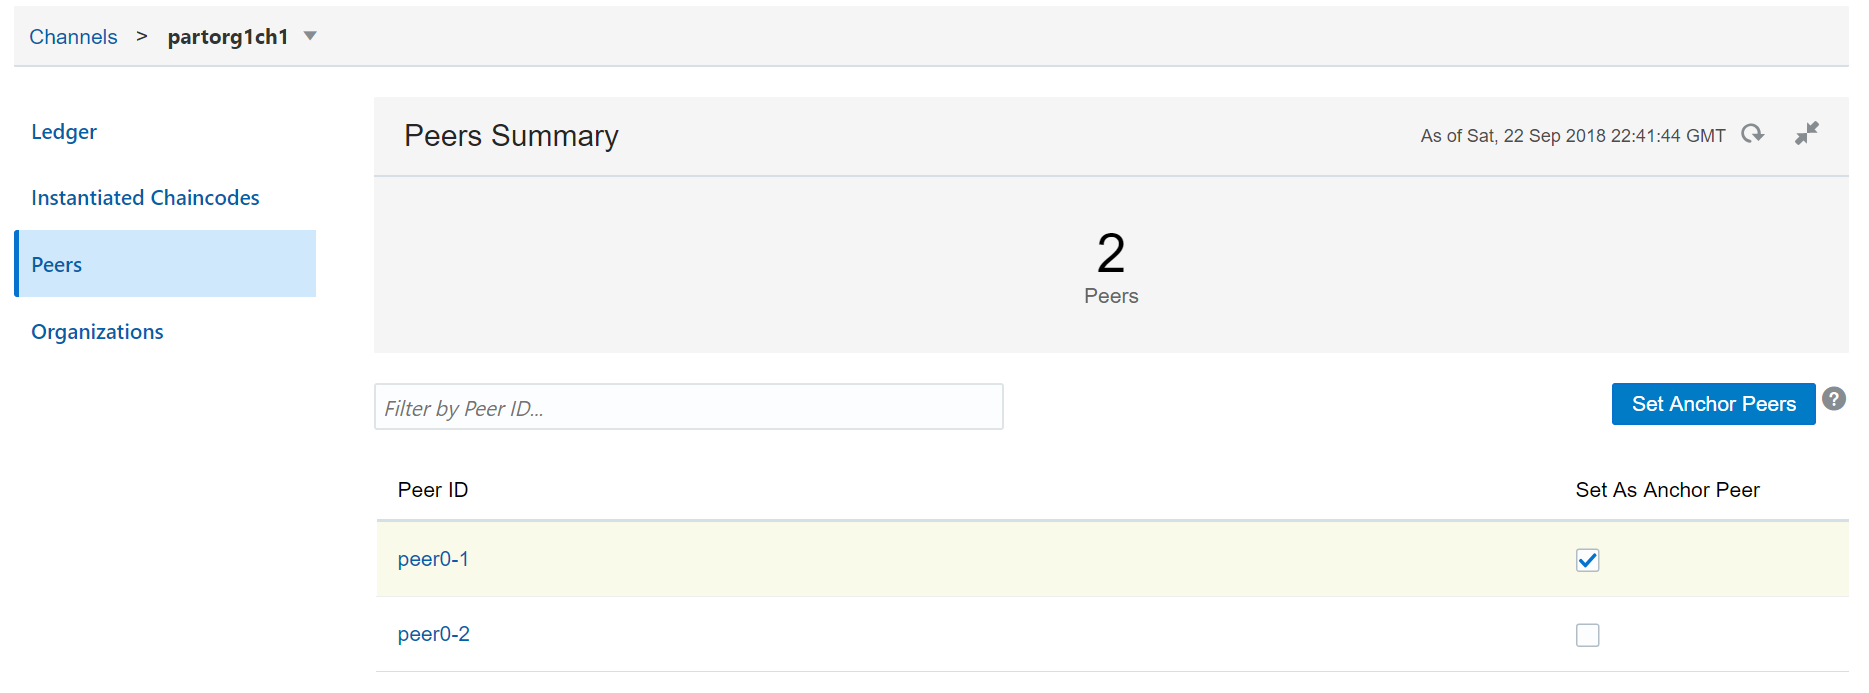 Channels > partorg1ch1
Ledger
Instantiated Chaincodes
Peers
Organizations
Peers Summary
As of Sat, 22 Sep 2018 22:41:44 GMT
2
Peers
Filter by Peer ID...
Set Anchor Peers
?
Peer ID
Set As Anchor Peer
peer0-1
peer0-2